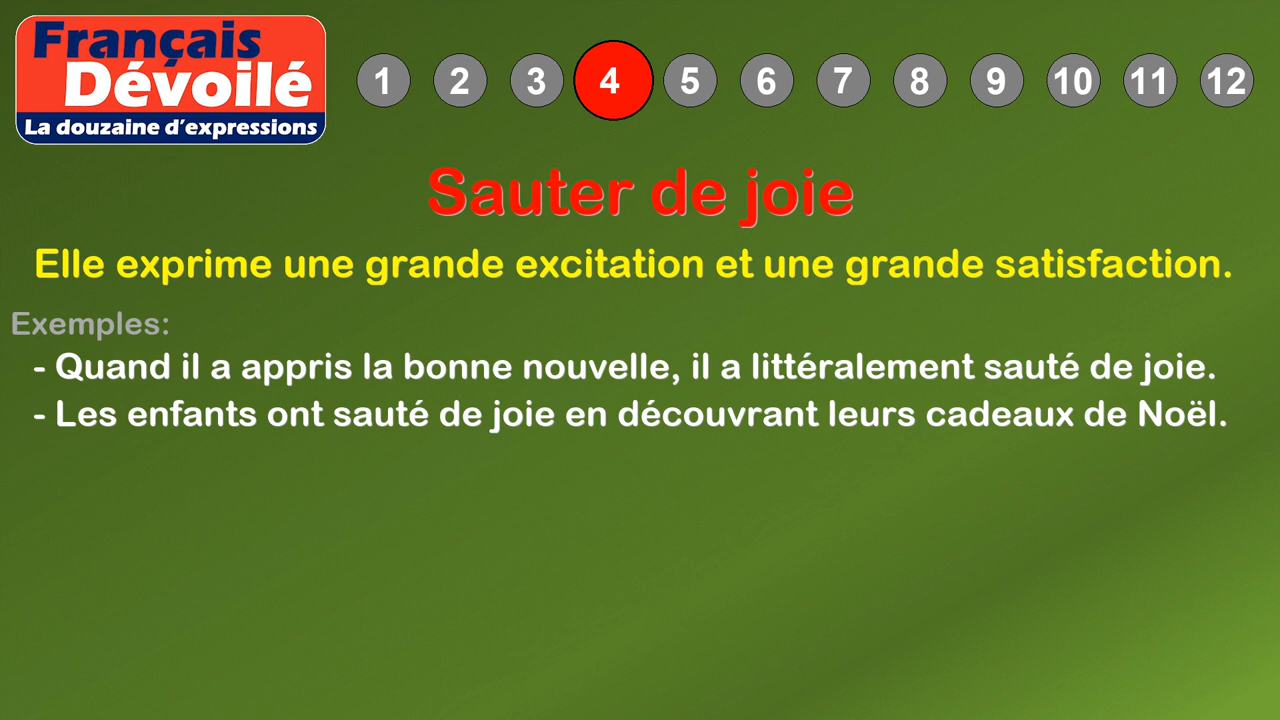 Français
Dévoilé
La douzaine d'expressions
1 2 3 4 5 6 7 8 9 10 11 12
Sauter de joie
Elle exprime une grande excitation et une grande satisfaction.
Exemples:
- Quand il a appris la bonne nouvelle, il a littéralement sauté de joie.
- Les enfants ont sauté de joie en découvrant leurs cadeaux de Noël.